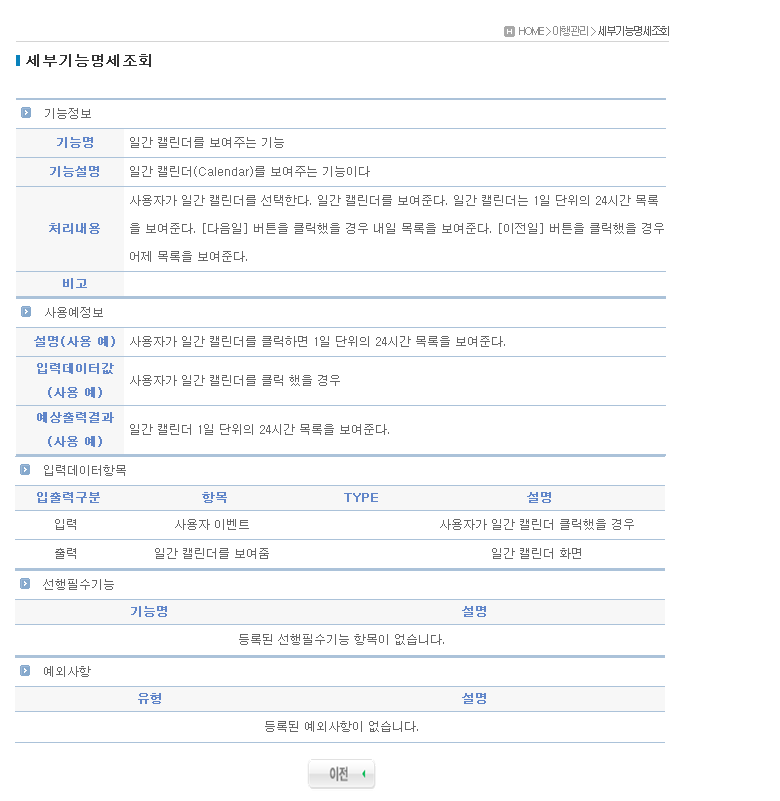 HOME > 이행관리 > 세부기능명세조회
세부기능명세조회
기능정보
기능명 일간 캘린더를 보여주는 기능
기능설명 일간 캘린더(Calendar)를 보여주는 기능이다
처리내용 사용자가 일간 캘린더를 선택한다. 일간 캘린더를 보여준다. 일간 캘린더는 1일 단위의 24시간 목록
을 보여준다. [다음일] 버튼을 클릭했을 경우 내일 목록을 보여준다. [이전일] 버튼을 클릭했을 경우
어제 목록을 보여준다.
비고
사용예정보
설명(사용 예) 사용자가 일간 캘린더를 클릭하면 1일 단위의 24시간 목록을 보여준다.
입력데이터값
(사용 예) 사용자가 일간 캘린더를 클릭 했을 경우
예상출력결과
(사용 예) 일간 캘린더 1일 단위의 24시간 목록을 보여준다.
입력데이터항목
입출력구분 항목 TYPE 설명
입력 사용자 이벤트 사용자가 일간 캘린더 클릭했을 경우
출력 일간 캘린더를 보여줌 일간 캘린더 화면
선행필수기능
기능명 설명
등록된 선행필수기능 항목이 없습니다.
예외사항
유형 설명
등록된 예외사항이 없습니다.
이전